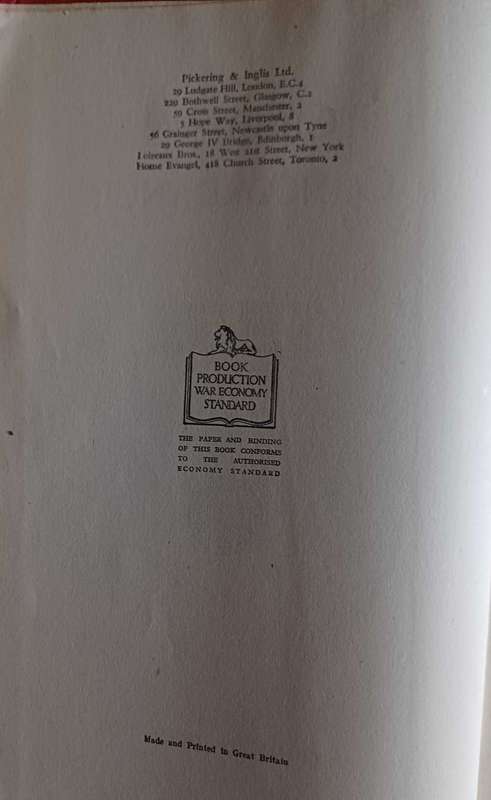 Pickering & Inglis Ltd.
29 Ludgate Hill, London, E.C.4
229 Bothwell Street, Glasgow, C.2
59 Cross Street, Manchester, 2
5 Hope Way, Liverpool, 8
56 Grainger Street, Newcastle upon Tyne
29 George IV Bridge, Edinburgh, 1
Loizeaux Bros., 18 West 21st Street, New York
Home Evangel, 418 Church Street, Toronto, 2
BOOK
PRODUCTION
WAR ECONOMY
STANDARD
THE PAPER AND BINDING
OF THIS BOOK CONFORMS
TO THE AUTHORISED
ECONOMY STANDARD
Made and Printed in Great Britain